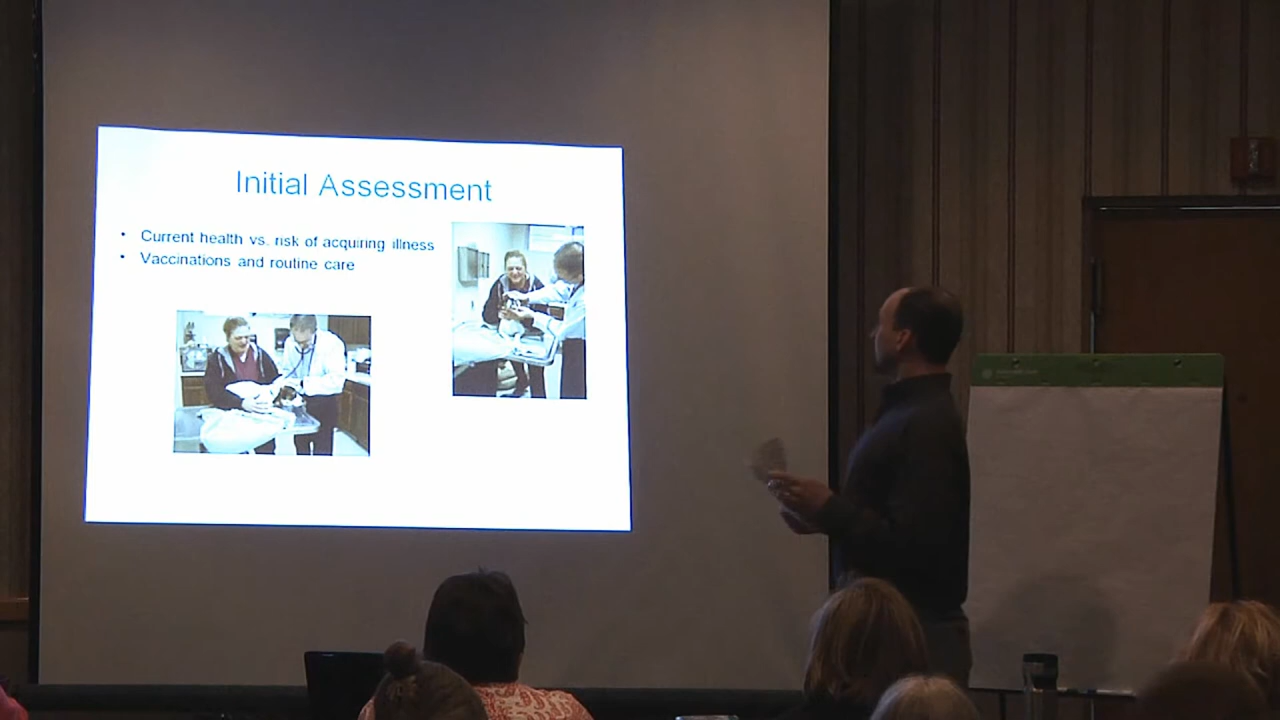 Initial Assessment
• Current health vs. risk of acquiring illness
• Vaccinations and routine care